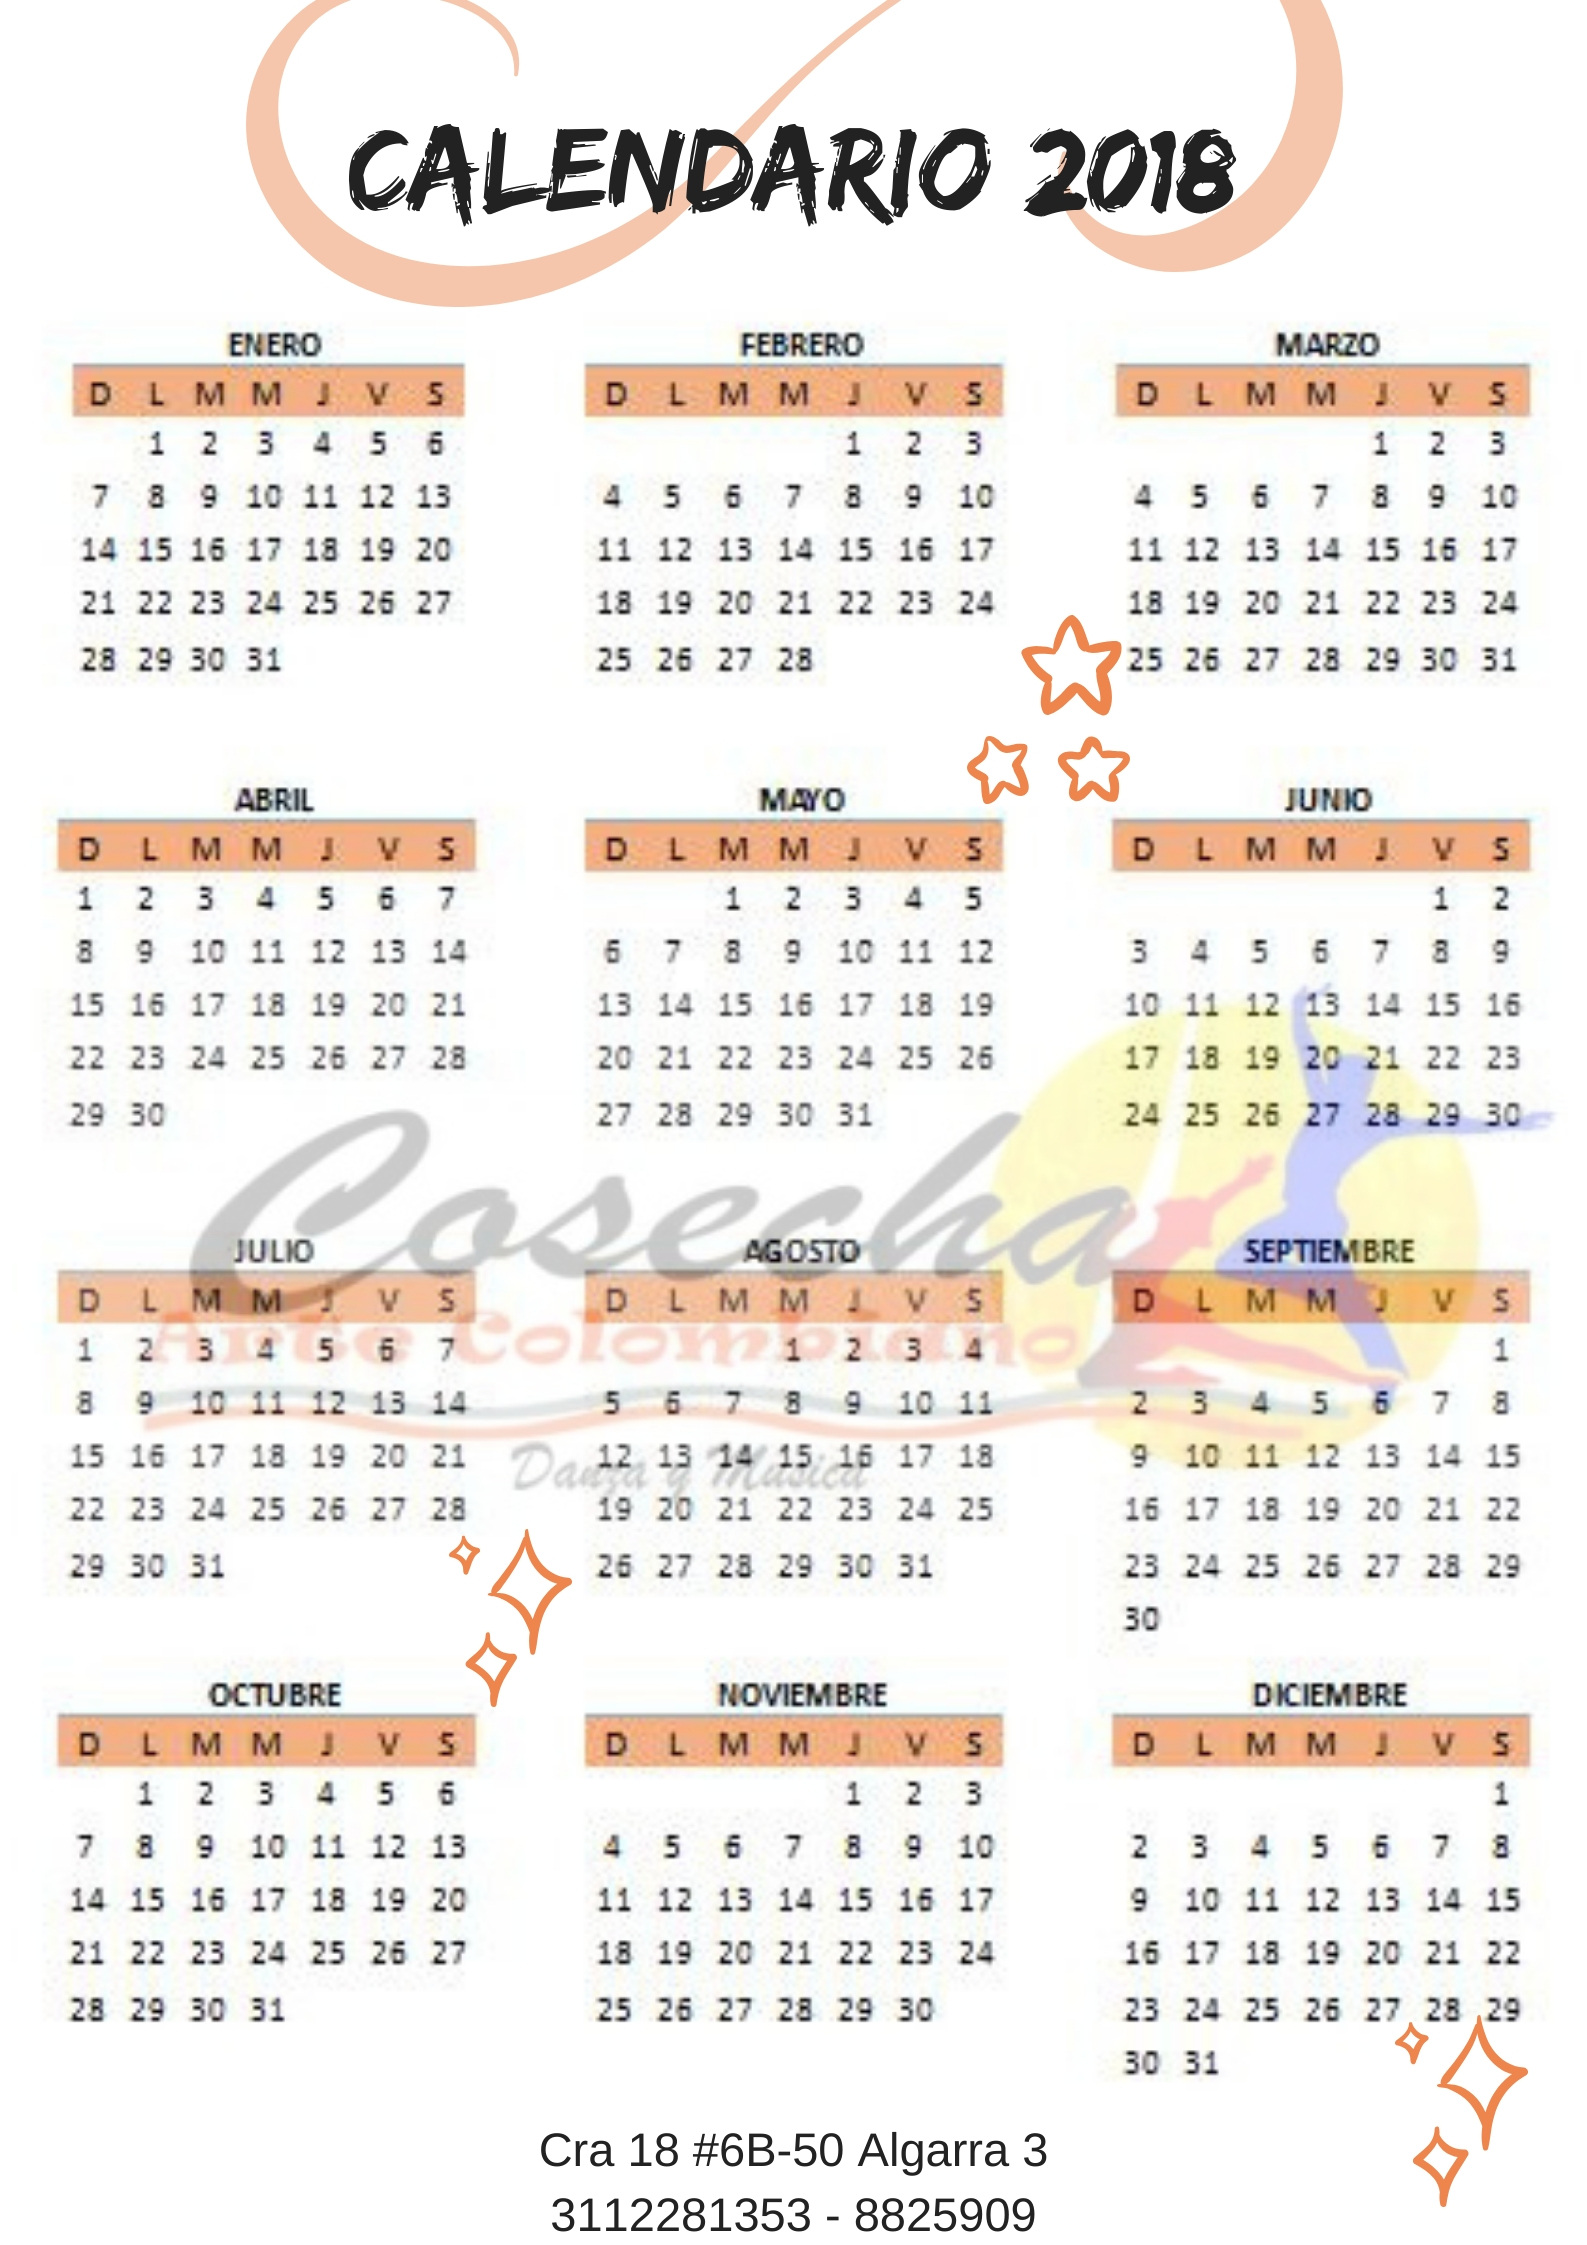 CALENDARIO 2018
ENERO
D L M M J V S
1 2 3 4 5 6
7 8 9 10 11 12 13
14 15 16 17 18 19 20
21 22 23 24 25 26 27
28 29 30 31
FEBRERO
D L M M J V S
1 2 3
4 5 6 7 8 9 10
11 12 13 14 15 16 17
18 19 20 21 22 23 24
25 26 27 28
MARZO
D L M M J V S
1 2 3
4 5 6 7 8 9 10
11 12 13 14 15 16 17
18 19 20 21 22 23 24
25 26 27 28 29 30 31
ABRIL
D L M M J V S
1 2 3 4 5 6 7
8 9 10 11 12 13 14
15 16 17 18 19 20 21
22 23 24 25 26 27 28
29 30
MAYO
D L M M J V S
1 2 3 4 5
6 7 8 9 10 11 12
13 14 15 16 17 18 19
20 21 22 23 24 25 26
27 28 29 30 31
JUNIO
D L M M J V S
1 2
3 4 5 6 7 8 9
10 11 12 13 14 15 16
17 18 19 20 21 22 23
24 25 26 27 28 29 30
Cosecha
Arte Colombiano
Danza y Musica
JULIO
D L M M J V S
1 2 3 4 5 6 7
8 9 10 11 12 13 14
15 16 17 18 19 20 21
22 23 24 25 26 27 28
29 30 31
AGOSTO
D L M M J V S
1 2 3 4
5 6 7 8 9 10 11
12 13 14 15 16 17 18
19 20 21 22 23 24 25
26 27 28 29 30 31
SEPTIEMBRE
D L M M J V S
1
2 3 4 5 6 7 8
9 10 11 12 13 14 15
16 17 18 19 20 21 22
23 24 25 26 27 28 29
30
OCTUBRE
D L M M J V S
1 2 3 4 5 6
7 8 9 10 11 12 13
14 15 16 17 18 19 20
21 22 23 24 25 26 27
28 29 30 31
NOVIEMBRE
D L M M J V S
1 2 3
4 5 6 7 8 9 10
11 12 13 14 15 16 17
18 19 20 21 22 23 24
25 26 27 28 29 30
DICIEMBRE
D L M M J V S
1
2 3 4 5 6 7 8
9 10 11 12 13 14 15
16 17 18 19 20 21 22
23 24 25 26 27 28 29
30 31
Cra 18 #6B-50 Algarra 3
3112281353 - 8825909